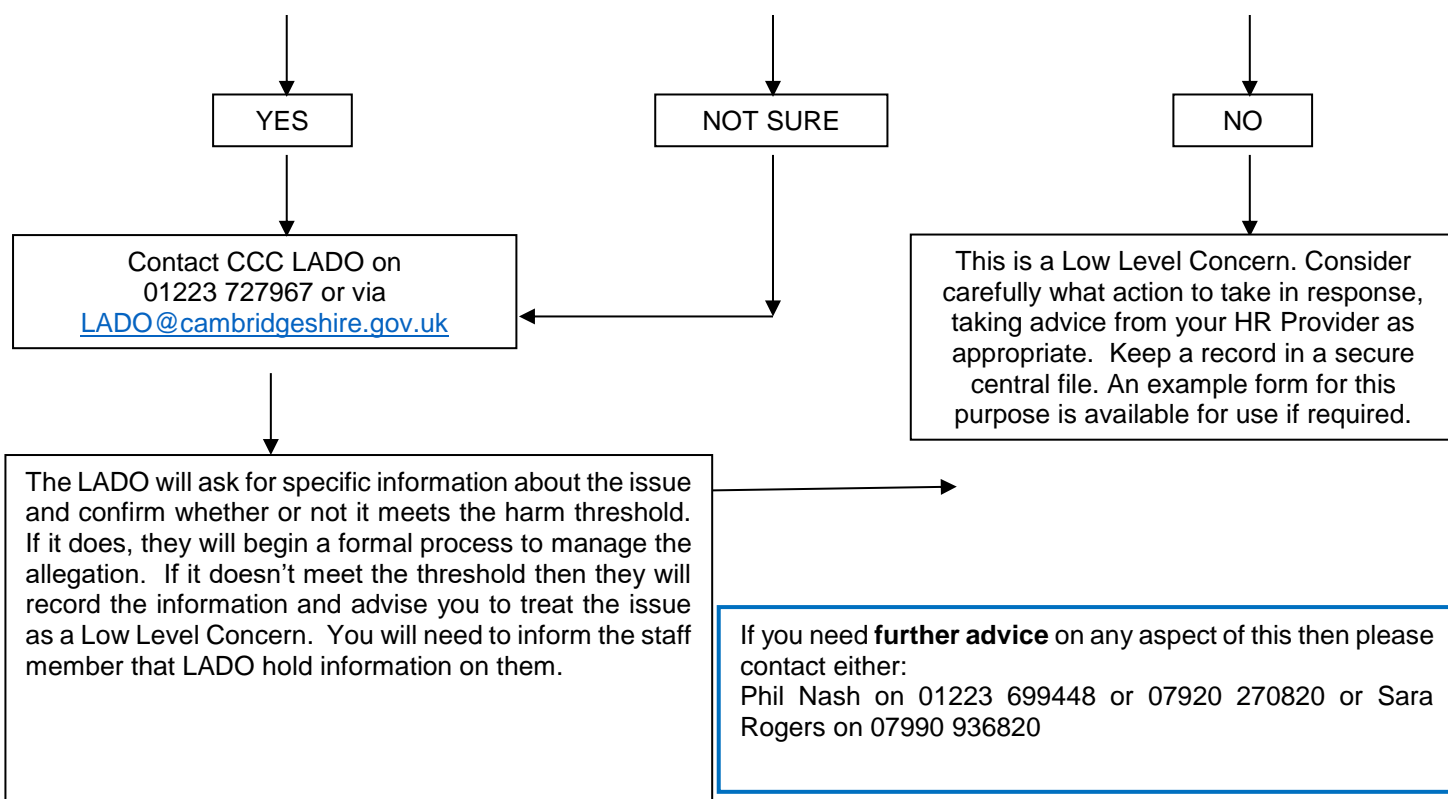 YES
NOT SURE
NO
Contact CCC LADO on
01223 727967 or via
LADO@cambridgeshire.gov.uk
This is a Low Level Concern. Consider
carefully what action to take in response,
taking advice from your HR Provider as
appropriate. Keep a record in a secure
central file. An example form for this
purpose is available for use if required.
The LADO will ask for specific information about the issue
and confirm whether or not it meets the harm threshold.
If it does, they will begin a formal process to manage the
allegation. If it doesn’t meet the threshold then they will
record the information and advise you to treat the issue
as a Low Level Concern. You will need to inform the staff
member that LADO hold information on them.
If you need further advice on any aspect of this then please
contact either:
Phil Nash on 01223 699448 or 07920 270820 or Sara
Rogers on 07990 936820